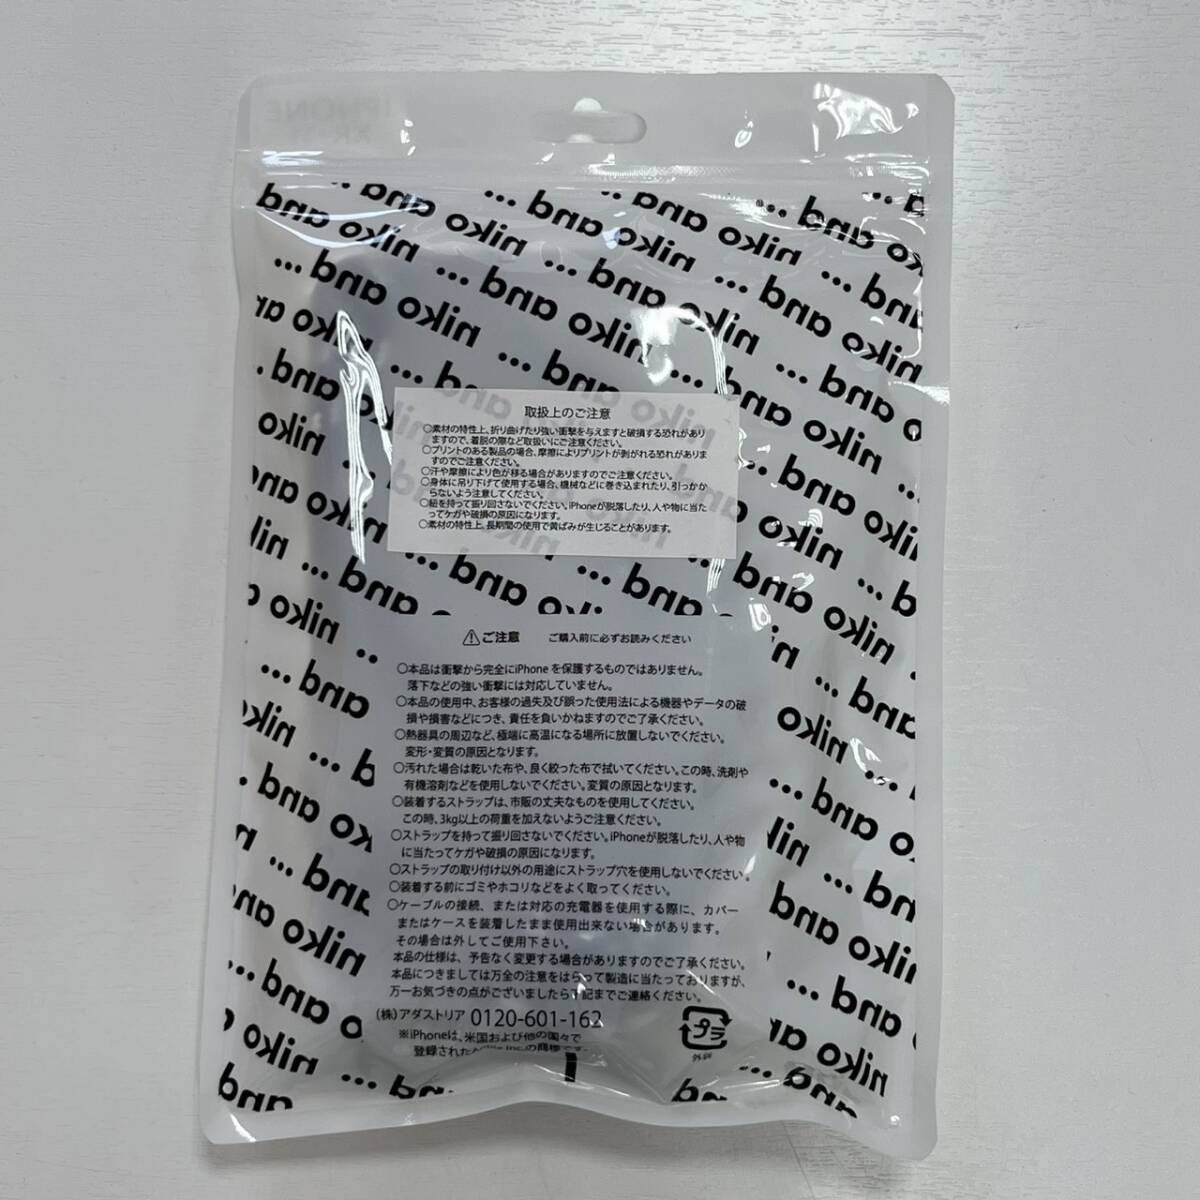 取扱上のご注意
○素材の特性上、折り曲げたり強い衝撃を与えますと破損する恐れがあり
ますので、着脱の際など取扱いにご注意ください。
○プリントのある製品の場合、摩擦によりプリントが剥がれる恐れがありま
すのでご注意ください。
○汗や摩擦により色が移る場合がありますのでご注意ください。
○身体に吊り下げて使用する場合、機械などに巻き込まれたり、引っかか
らないよう注意してください。
○紐を持って振り回さないでください。iPhoneが脱落したり、人や物に当た
ってケガや破損の原因になります。
○素材の特性上、長期間の使用で黄ばみが生じることがあります。
⚠ご注意 ご購入前に必ずお読みください
○本品は衝撃から完全にiPhoneを保護するものではありません。
落下などの強い衝撃には対応していません。
○本品の使用中、お客様の過失及び誤った使用法による機器やデータの破
損や損害などにつき、責任を負いかねますのでご了承ください。
○熱器具の周辺など、極端に高温になる場所に放置しないでください。
変形・変質の原因となります。
○汚れた場合は乾いた布や、良く絞った布で拭いてください。この時、洗剤や
有機溶剤などを使用しないでください。変質の原因となります。
○装着するストラップは、市販の丈夫なものを使用してください。
この時、3kg以上の荷重を加えないようご注意ください。
○ストラップを持って振り回さないでください。iPhoneが脱落したり、人や物
に当たってケガや破損の原因になります。
○ストラップの取り付け以外の用途にストラップ穴を使用しないでください。
○装着する前にゴミやホコリなどをよく取ってください。
○ケーブルの接続、または対応の充電器を使用する際に、カバー
またはケースを装着したまま使用出来ない場合があります。
その場合は外してご使用下さい。
本品の仕様は、予告なく変更する場合がありますのでご了承ください。
本品につきましては万全の注意をはらって製造に当たっておりますが、
万一お気づきの点がございましたら下記までご連絡ください。
(株)アダストリア 0120-601-162
※iPhoneは、米国および他の国々で
登録されたApple Inc.の商標です。
プラ
外装
niko and ...